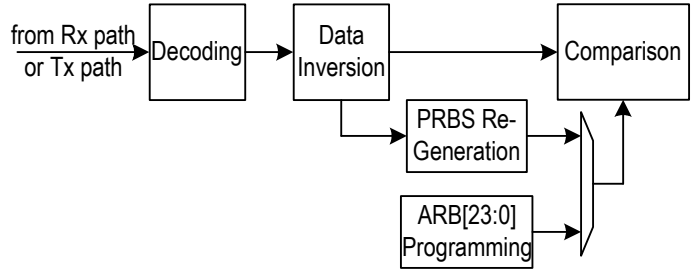 from Rx path
or Tx path
Decoding
Data
Inversion
Comparison
PRBS Re-
Generation
ARB[23:0]
Programming